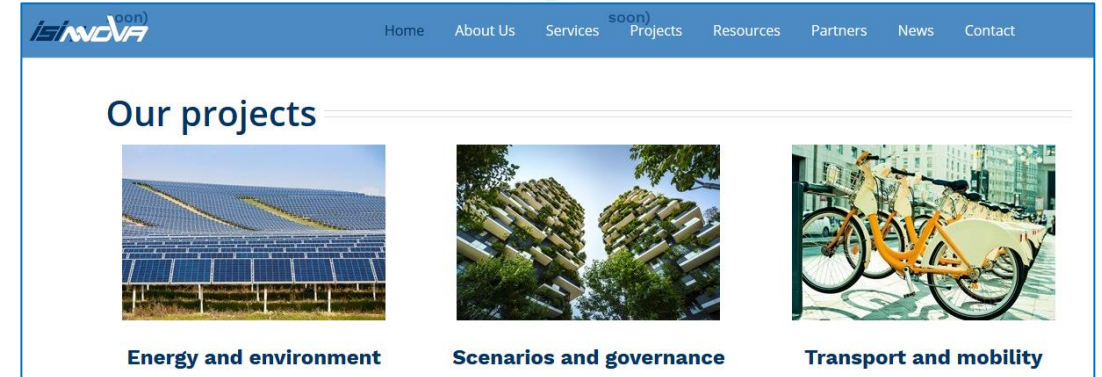 oon)
soon)
isinnova
Home About Us Services Projects Resources Partners News Contact
Our projects
Energy and environment Scenarios and governance Transport and mobility